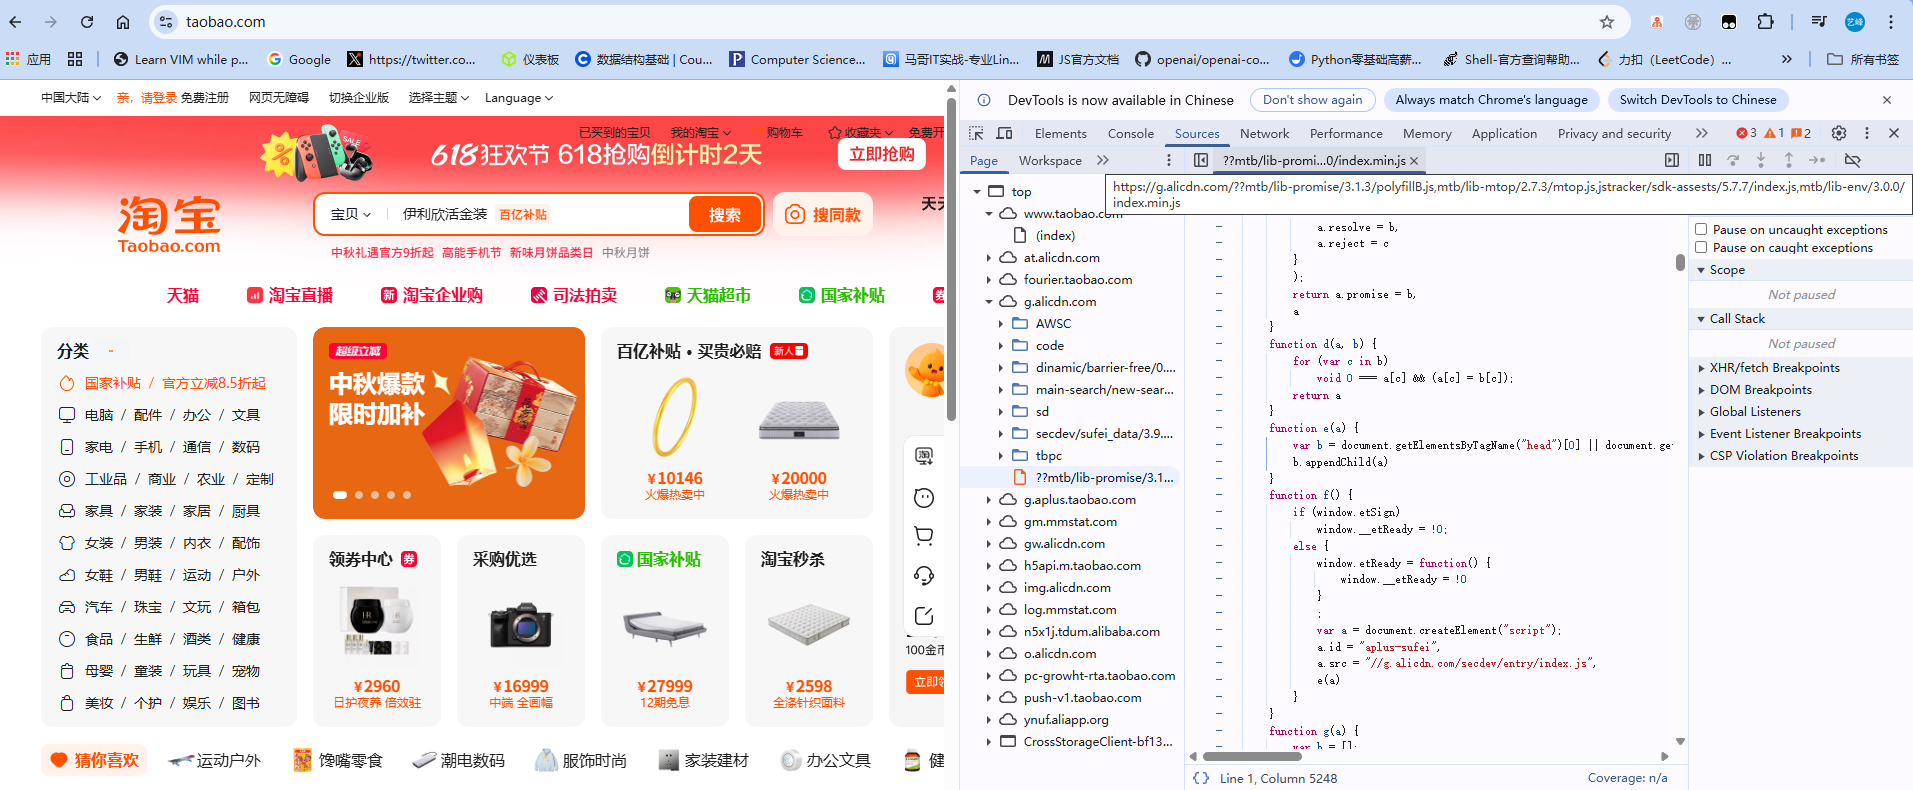 taobao.com
应用
Learn VIM while p...
Google
https://twitter.co...
仪表板
数据结构基础 | Cou...
Computer Science...
马哥IT实战-专业Lin...
JS官方文档
openai/openai-co...
Python零基础高薪...
Shell-官方查询帮助...
力扣（LeetCode）...
所有书签
中国大陆
亲，请登录 免费注册
网页无障碍
切换企业版
选择主题
Language
已买到的宝贝
我的淘宝
购物车
收藏夹
免费开
SALE
618狂欢节 618抢购倒计时2天
立即抢购
淘宝
Taobao.com
宝贝
伊利欣活金装 百亿补贴
搜索
搜同款
天天
中秋礼遇官方9折起 高能手机节 新味月饼品类日 中秋月饼
天猫
淘宝直播
新 淘宝企业购
司法拍卖
天猫超市
国家补贴
券
分类
国家补贴 / 官方立减8.5折起
电脑 / 配件 / 办公 / 文具
家电 / 手机 / 通信 / 数码
工业品 / 商业 / 农业 / 定制
家具 / 家装 / 家居 / 厨具
女装 / 男装 / 内衣 / 配饰
女鞋 / 男鞋 / 运动 / 户外
汽车 / 珠宝 / 文玩 / 箱包
食品 / 生鲜 / 酒类 / 健康
母婴 / 童装 / 玩具 / 宠物
美妆 / 个护 / 娱乐 / 图书
超级立减
中秋爆款
限时加补
百亿补贴 · 买贵必赔 新人
¥10146
火爆热卖中
¥20000
火爆热卖中
领券中心 券
¥2960
日护夜养 倍效驻
采购优选
¥16999
中端 全画幅
国家补贴
¥27999
12期免息
淘宝秒杀
¥2598
全涤针织面料
淘
100金币
立即领
猜你喜欢
运动户外
馋嘴零食
潮电数码
服饰时尚
家装建材
办公文具
健
DevTools is now available in Chinese
Don't show again
Always match Chrome's language
Switch DevTools to Chinese
Elements
Console
Sources
Network
Performance
Memory
Application
Privacy and security
3
1
2
Page
Workspace
??mtb/lib-promi...0/index.min.js
https://g.alicdn.com/??mtb/lib-promise/3.1.3/polyfillB.js,mtb/lib-mtop/2.7.3/mtop.js,jstracker/sdk-assests/5.7.7/index.js,mtb/lib-env/3.0.0/
index.min.js
top
www.taobao.com
(index)
at.alicdn.com
fourier.taobao.com
g.alicdn.com
AWSC
code
dinamic/barrier-free/0....
main-search/new-sear...
sd
secdev/sufei_data/3.9....
tbpc
??mtb/lib-promise/3.1...
g.aplus.taobao.com
gm.mmstat.com
gw.alicdn.com
h5api.m.taobao.com
img.alicdn.com
log.mmstat.com
n5x1j.tdum.alibaba.com
o.alicdn.com
pc-growht-rta.taobao.com
push-v1.taobao.com
ynuf.aliapp.org
CrossStorageClient-bf13...
a.resolve = b,
a.reject = c
}
);
return a.promise = b,
a
}
function d(a, b) {
for (var c in b)
void 0 === a[c] && (a[c] = b[c]);
return a
}
function e(a) {
var b = document.getElementsByTagName("head")[0] || document.ge
b.appendChild(a)
}
function f() {
if (window.etSign)
window.__etReady = !0;
else {
window.etReady = function() {
window.__etReady = !0
}
;
var a = document.createElement("script");
a.id = "aplus-sufei",
a.src = "//g.alicdn.com/secdev/entry/index.js",
e(a)
}
}
function g(a) {
var b = [];
Line 1, Column 5248
Coverage: n/a
Pause on uncaught exceptions
Pause on caught exceptions
Scope
Not paused
Call Stack
Not paused
XHR/fetch Breakpoints
DOM Breakpoints
Global Listeners
Event Listener Breakpoints
CSP Violation Breakpoints